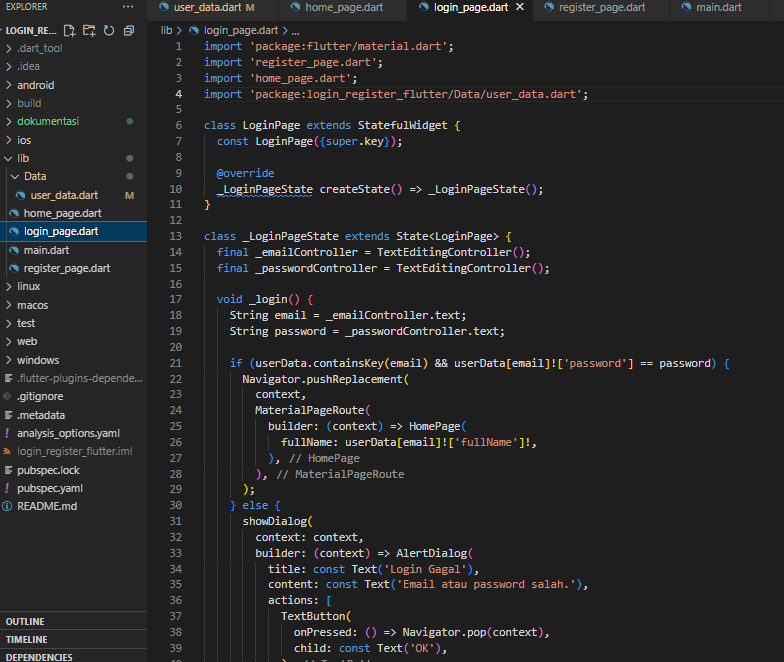 EXPLORER
LOGIN_RE...
.dart_tool
.idea
android
build
dokumentasi
ios
lib
Data
user_data.dart M
home_page.dart
login_page.dart
main.dart
register_page.dart
linux
macos
test
web
windows
.flutter-plugins-depende...
.gitignore
.metadata
analysis_options.yaml
login_register_flutter.iml
pubspec.lock
pubspec.yaml
README.md
OUTLINE
TIMELINE
DEPENDENCIES
user_data.dart M
home_page.dart
login_page.dart
register_page.dart
main.dart
lib > login_page.dart > ...
1 import 'package:flutter/material.dart';
2 import 'register_page.dart';
3 import 'home_page.dart';
4 import 'package:login_register_flutter/Data/user_data.dart';
5
6 class LoginPage extends StatefulWidget {
7 const LoginPage({super.key});
8
9 @override
10 _LoginPageState createState() => _LoginPageState();
11 }
12
13 class _LoginPageState extends State<LoginPage> {
14 final _emailController = TextEditingController();
15 final _passwordController = TextEditingController();
16
17 void _login() {
18 String email = _emailController.text;
19 String password = _passwordController.text;
20
21 if (userData.containsKey(email) && userData[email]!['password'] == password) {
22 Navigator.pushReplacement(
23 context,
24 MaterialPageRoute(
25 builder: (context) => HomePage(
26 fullName: userData[email]!['fullName']!,
27 ), // HomePage
28 ), // MaterialPageRoute
29 );
30 } else {
31 showDialog(
32 context: context,
33 builder: (context) => AlertDialog(
34 title: const Text('Login Gagal'),
35 content: const Text('Email atau password salah.'),
36 actions: [
37 TextButton(
38 onPressed: () => Navigator.pop(context),
39 child: const Text('OK'),